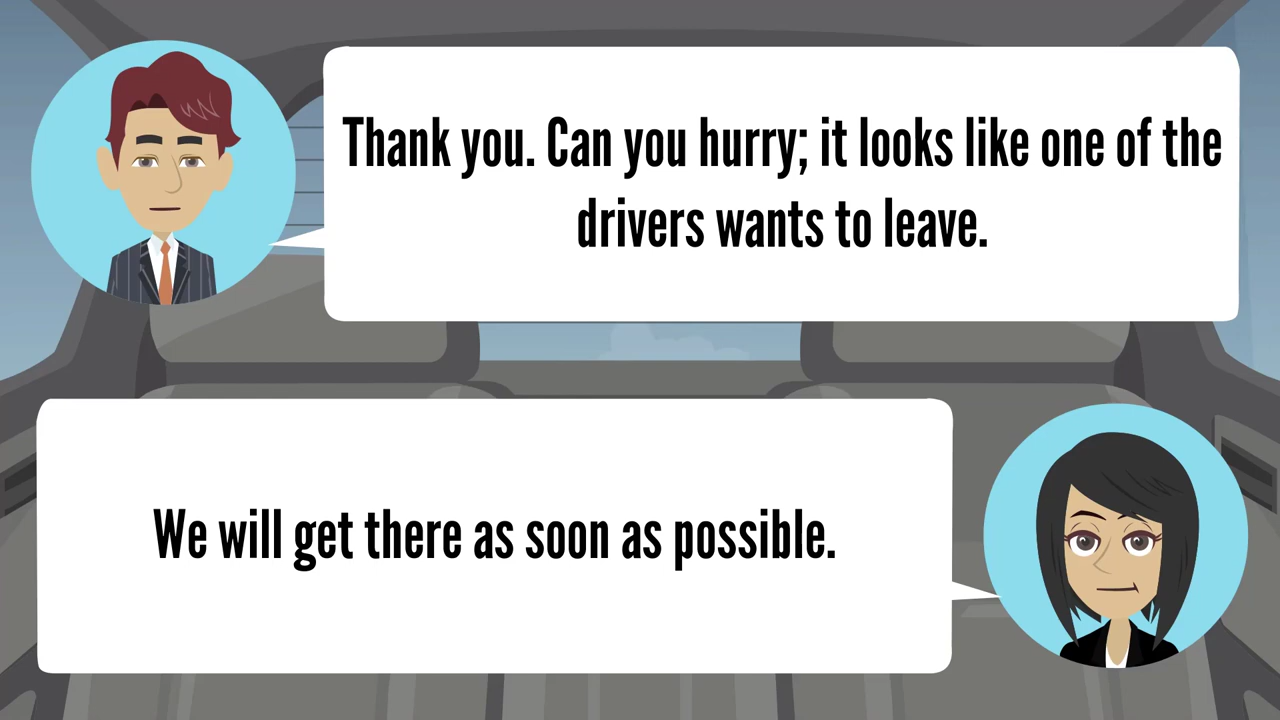 Thank you. Can you hurry; it looks like one of the
drivers wants to leave.
We will get there as soon as possible.